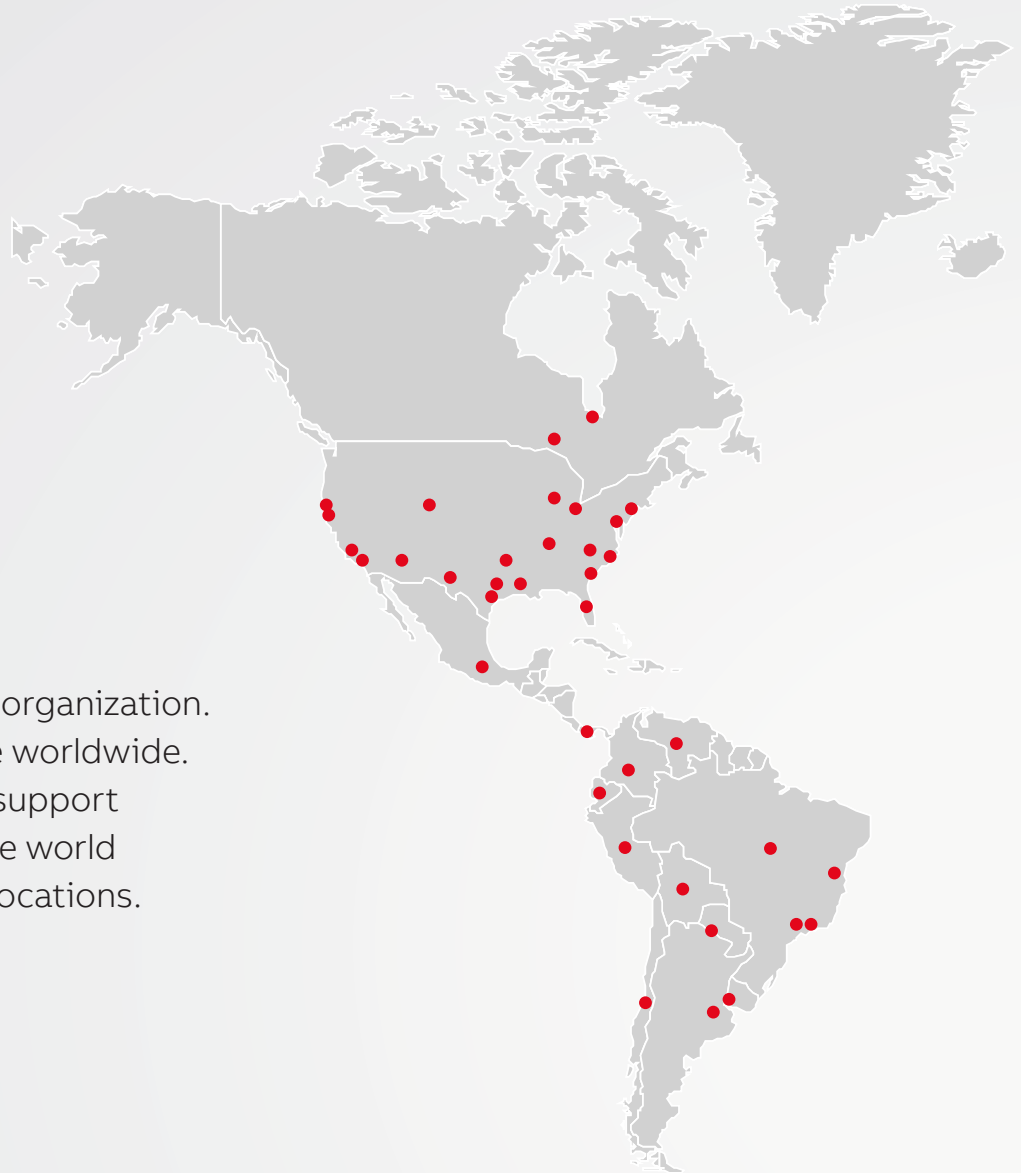 organization.
e worldwide.
support
e world
ocations.